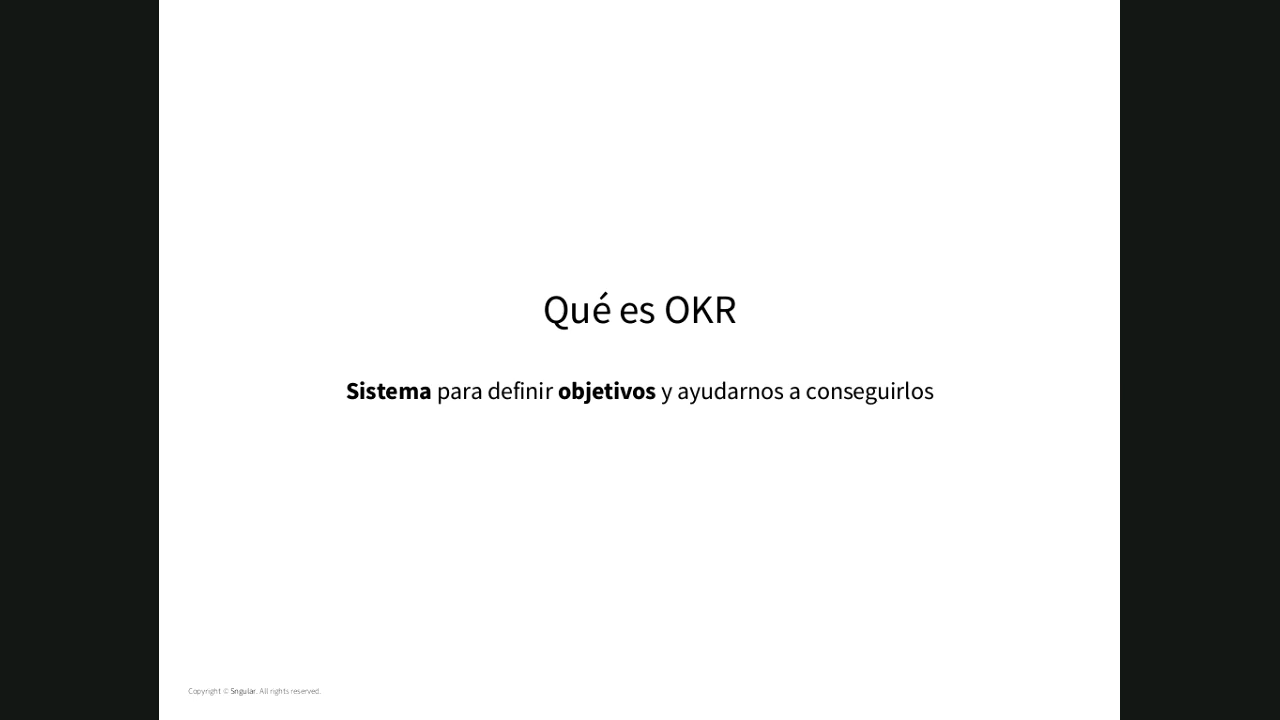 Qué es OKR
Sistema para definir objetivos y ayudarnos a conseguirlos
Copyright © Sngular. All rights reserved.